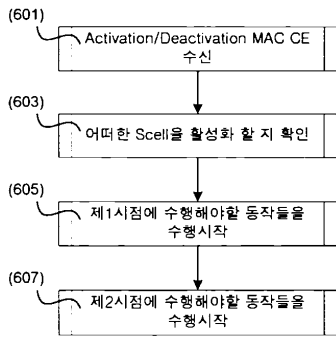 (601)
Activation/Deactivation MAC CE
수신
(603)
어떠한 Scell을 활성화 할 지 확인
(605)
제1시점에 수행해야할 동작들을
수행시작
(607)
제2시점에 수행해야할 동작들을
수행시작